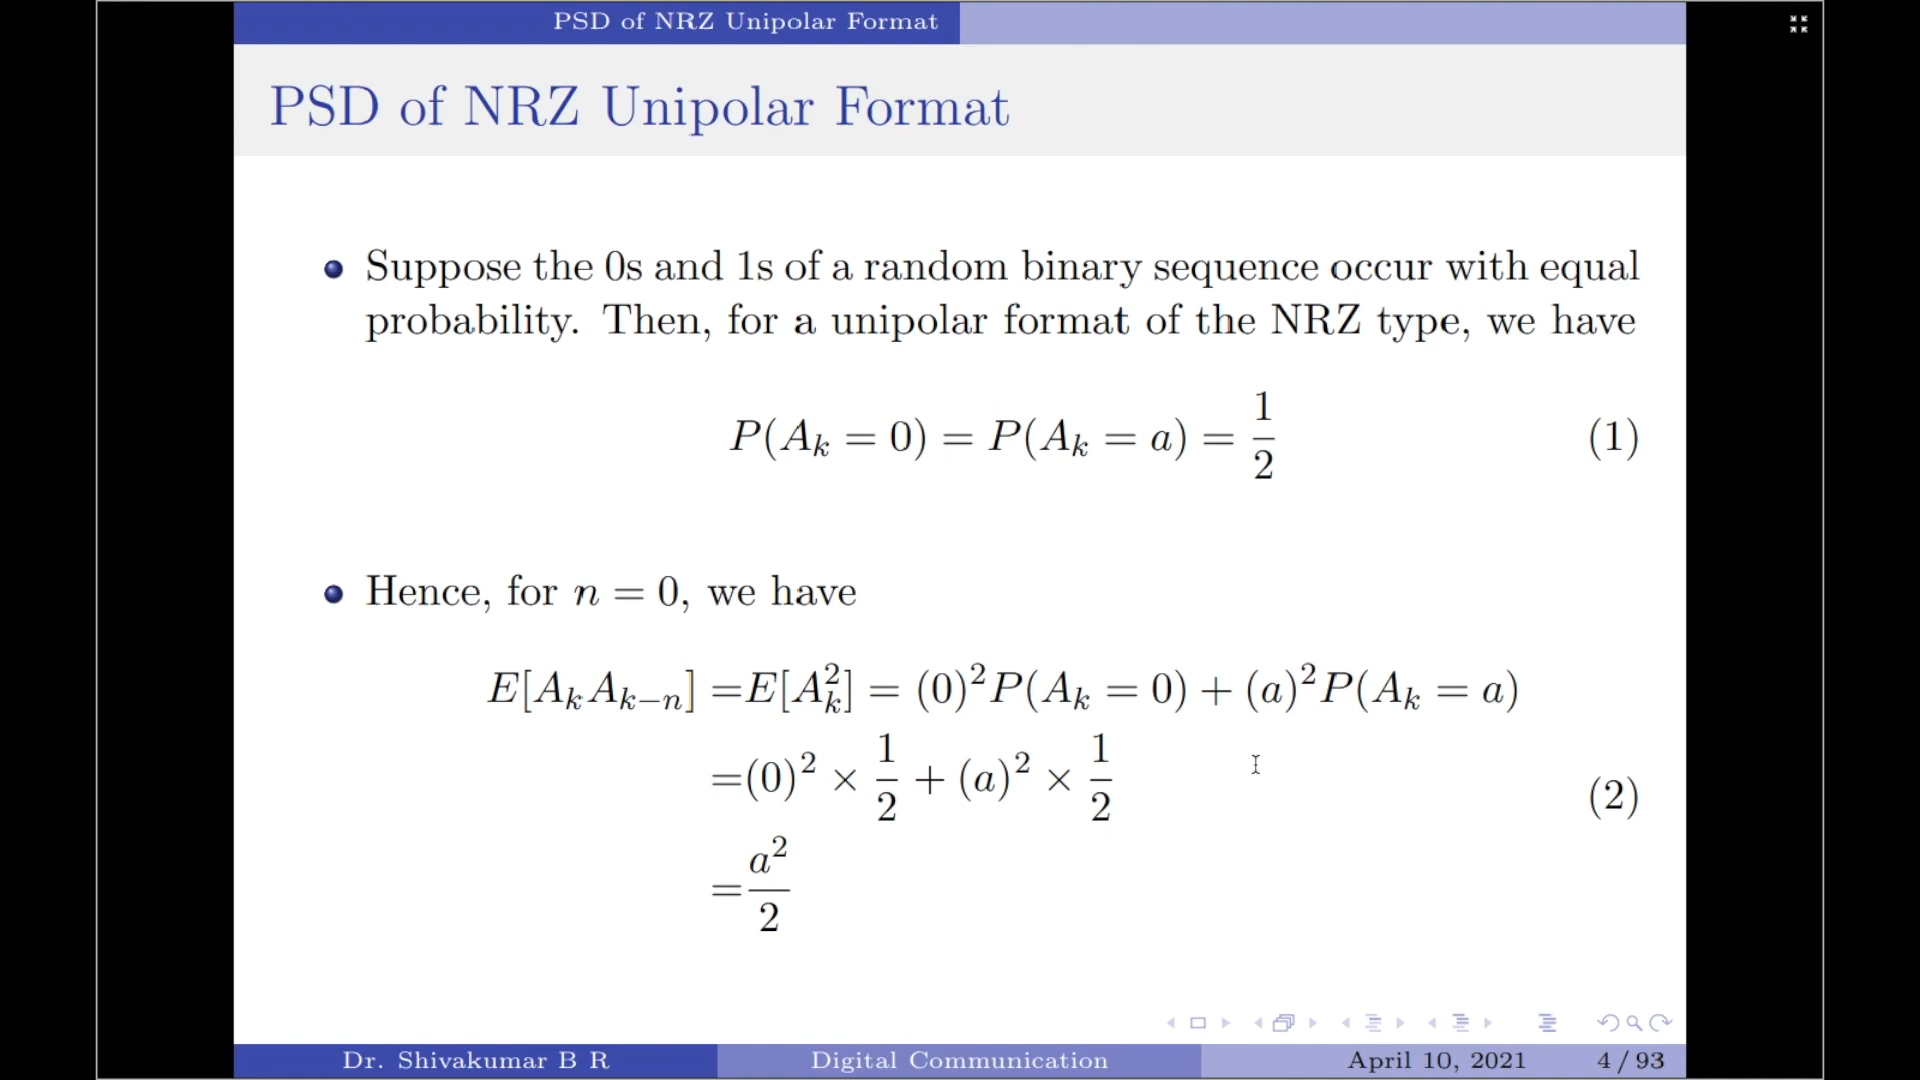 PSD of NRZ Unipolar Format
PSD of NRZ Unipolar Format
Suppose the 0s and 1s of a random binary sequence occur with equal
probability. Then, for a unipolar format of the NRZ type, we have
P(A_k = 0) = P(A_k = a) = 1/2 (1)
Hence, for n = 0, we have
E[A_k A_{k−n}] =E[A_k^2] = (0)^2 P(A_k = 0) + (a)^2 P(A_k = a)
=(0)^2 × 1/2 + (a)^2 × 1/2 (2)
=a^2/2
Dr. Shivakumar B R Digital Communication April 10, 2021 4 / 93